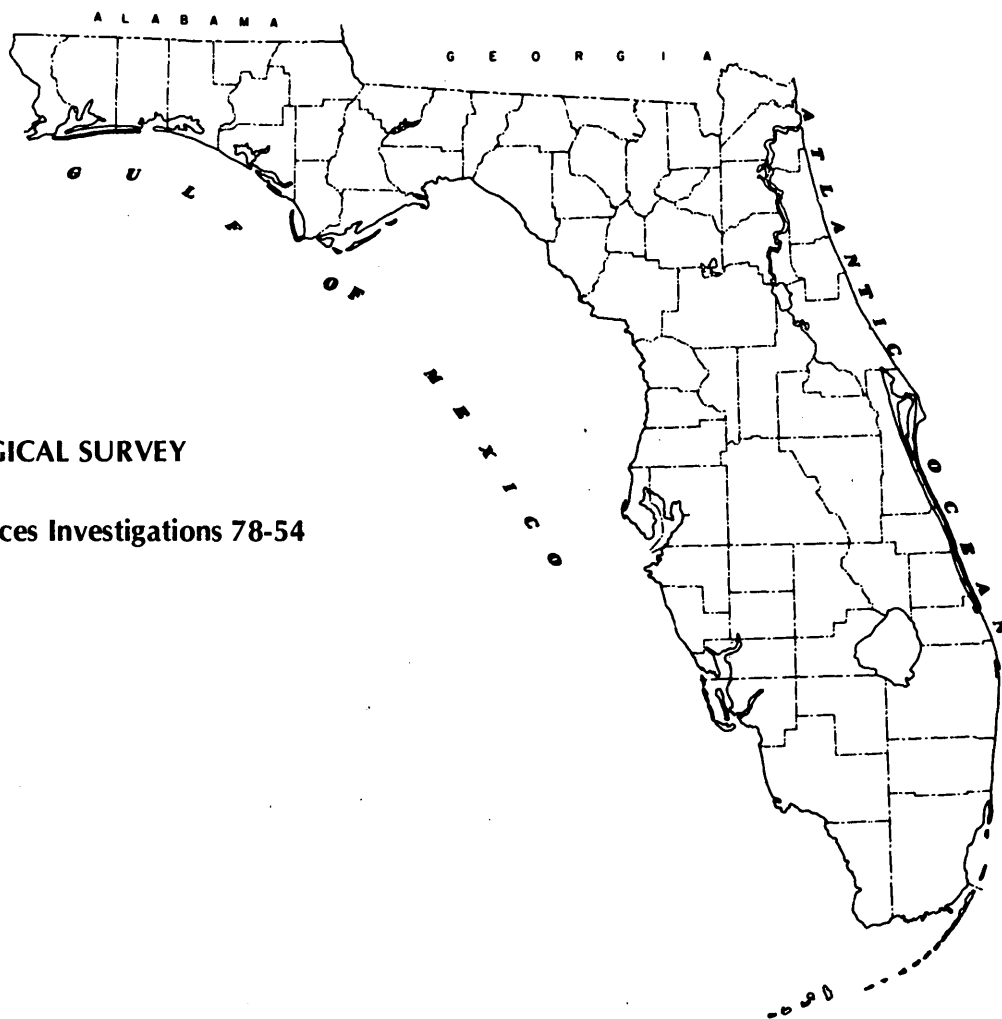 ALABAMA
GEORGIA
ATLANTIC OCEAN
GULF OF MEXICO
GICAL SURVEY
ces Investigations 78-54